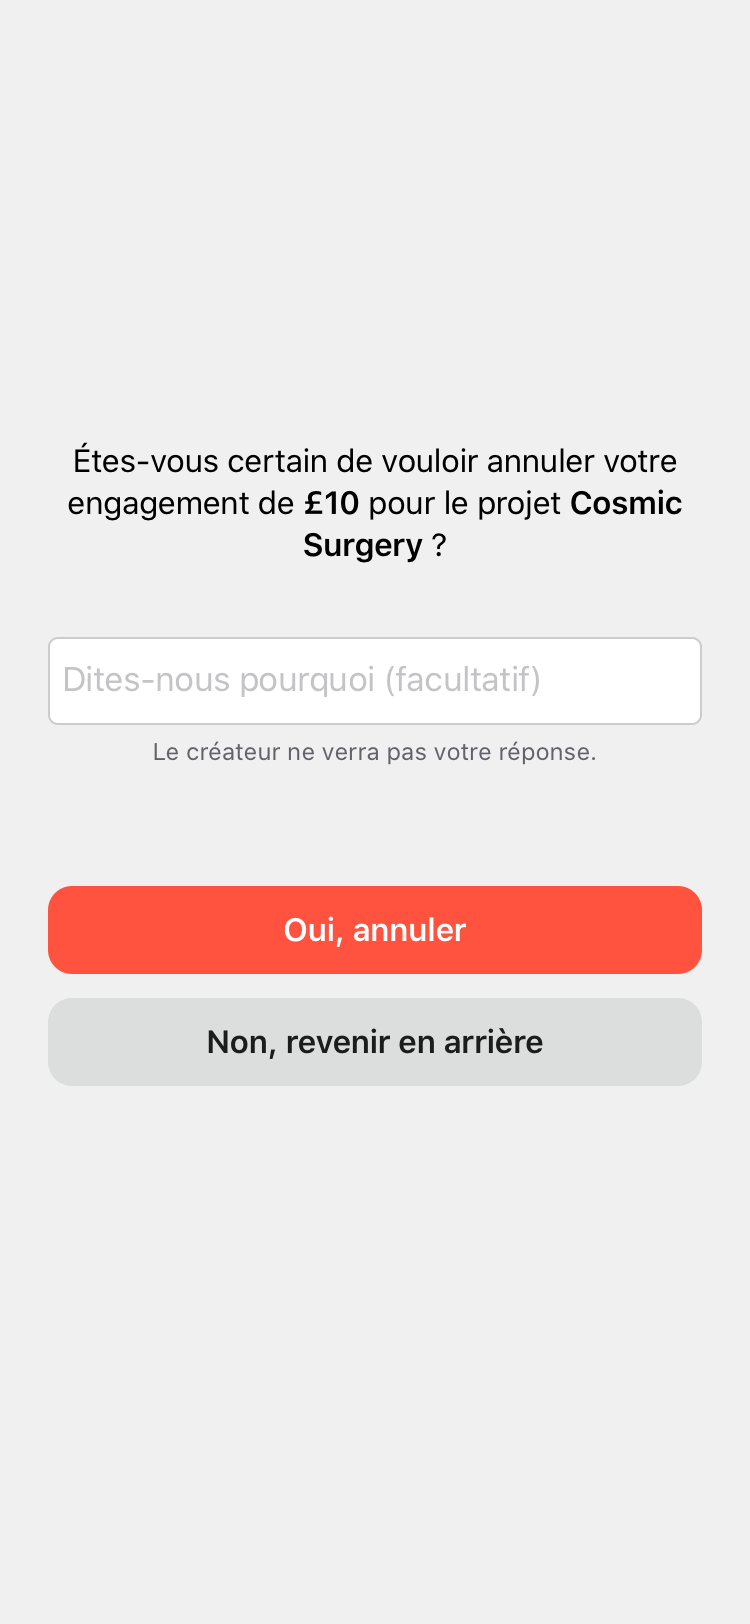 Êtes-vous certain de vouloir annuler votre
engagement de £10 pour le projet Cosmic
Surgery ?
Dites-nous pourquoi (facultatif)
Le créateur ne verra pas votre réponse.
Oui, annuler
Non, revenir en arrière